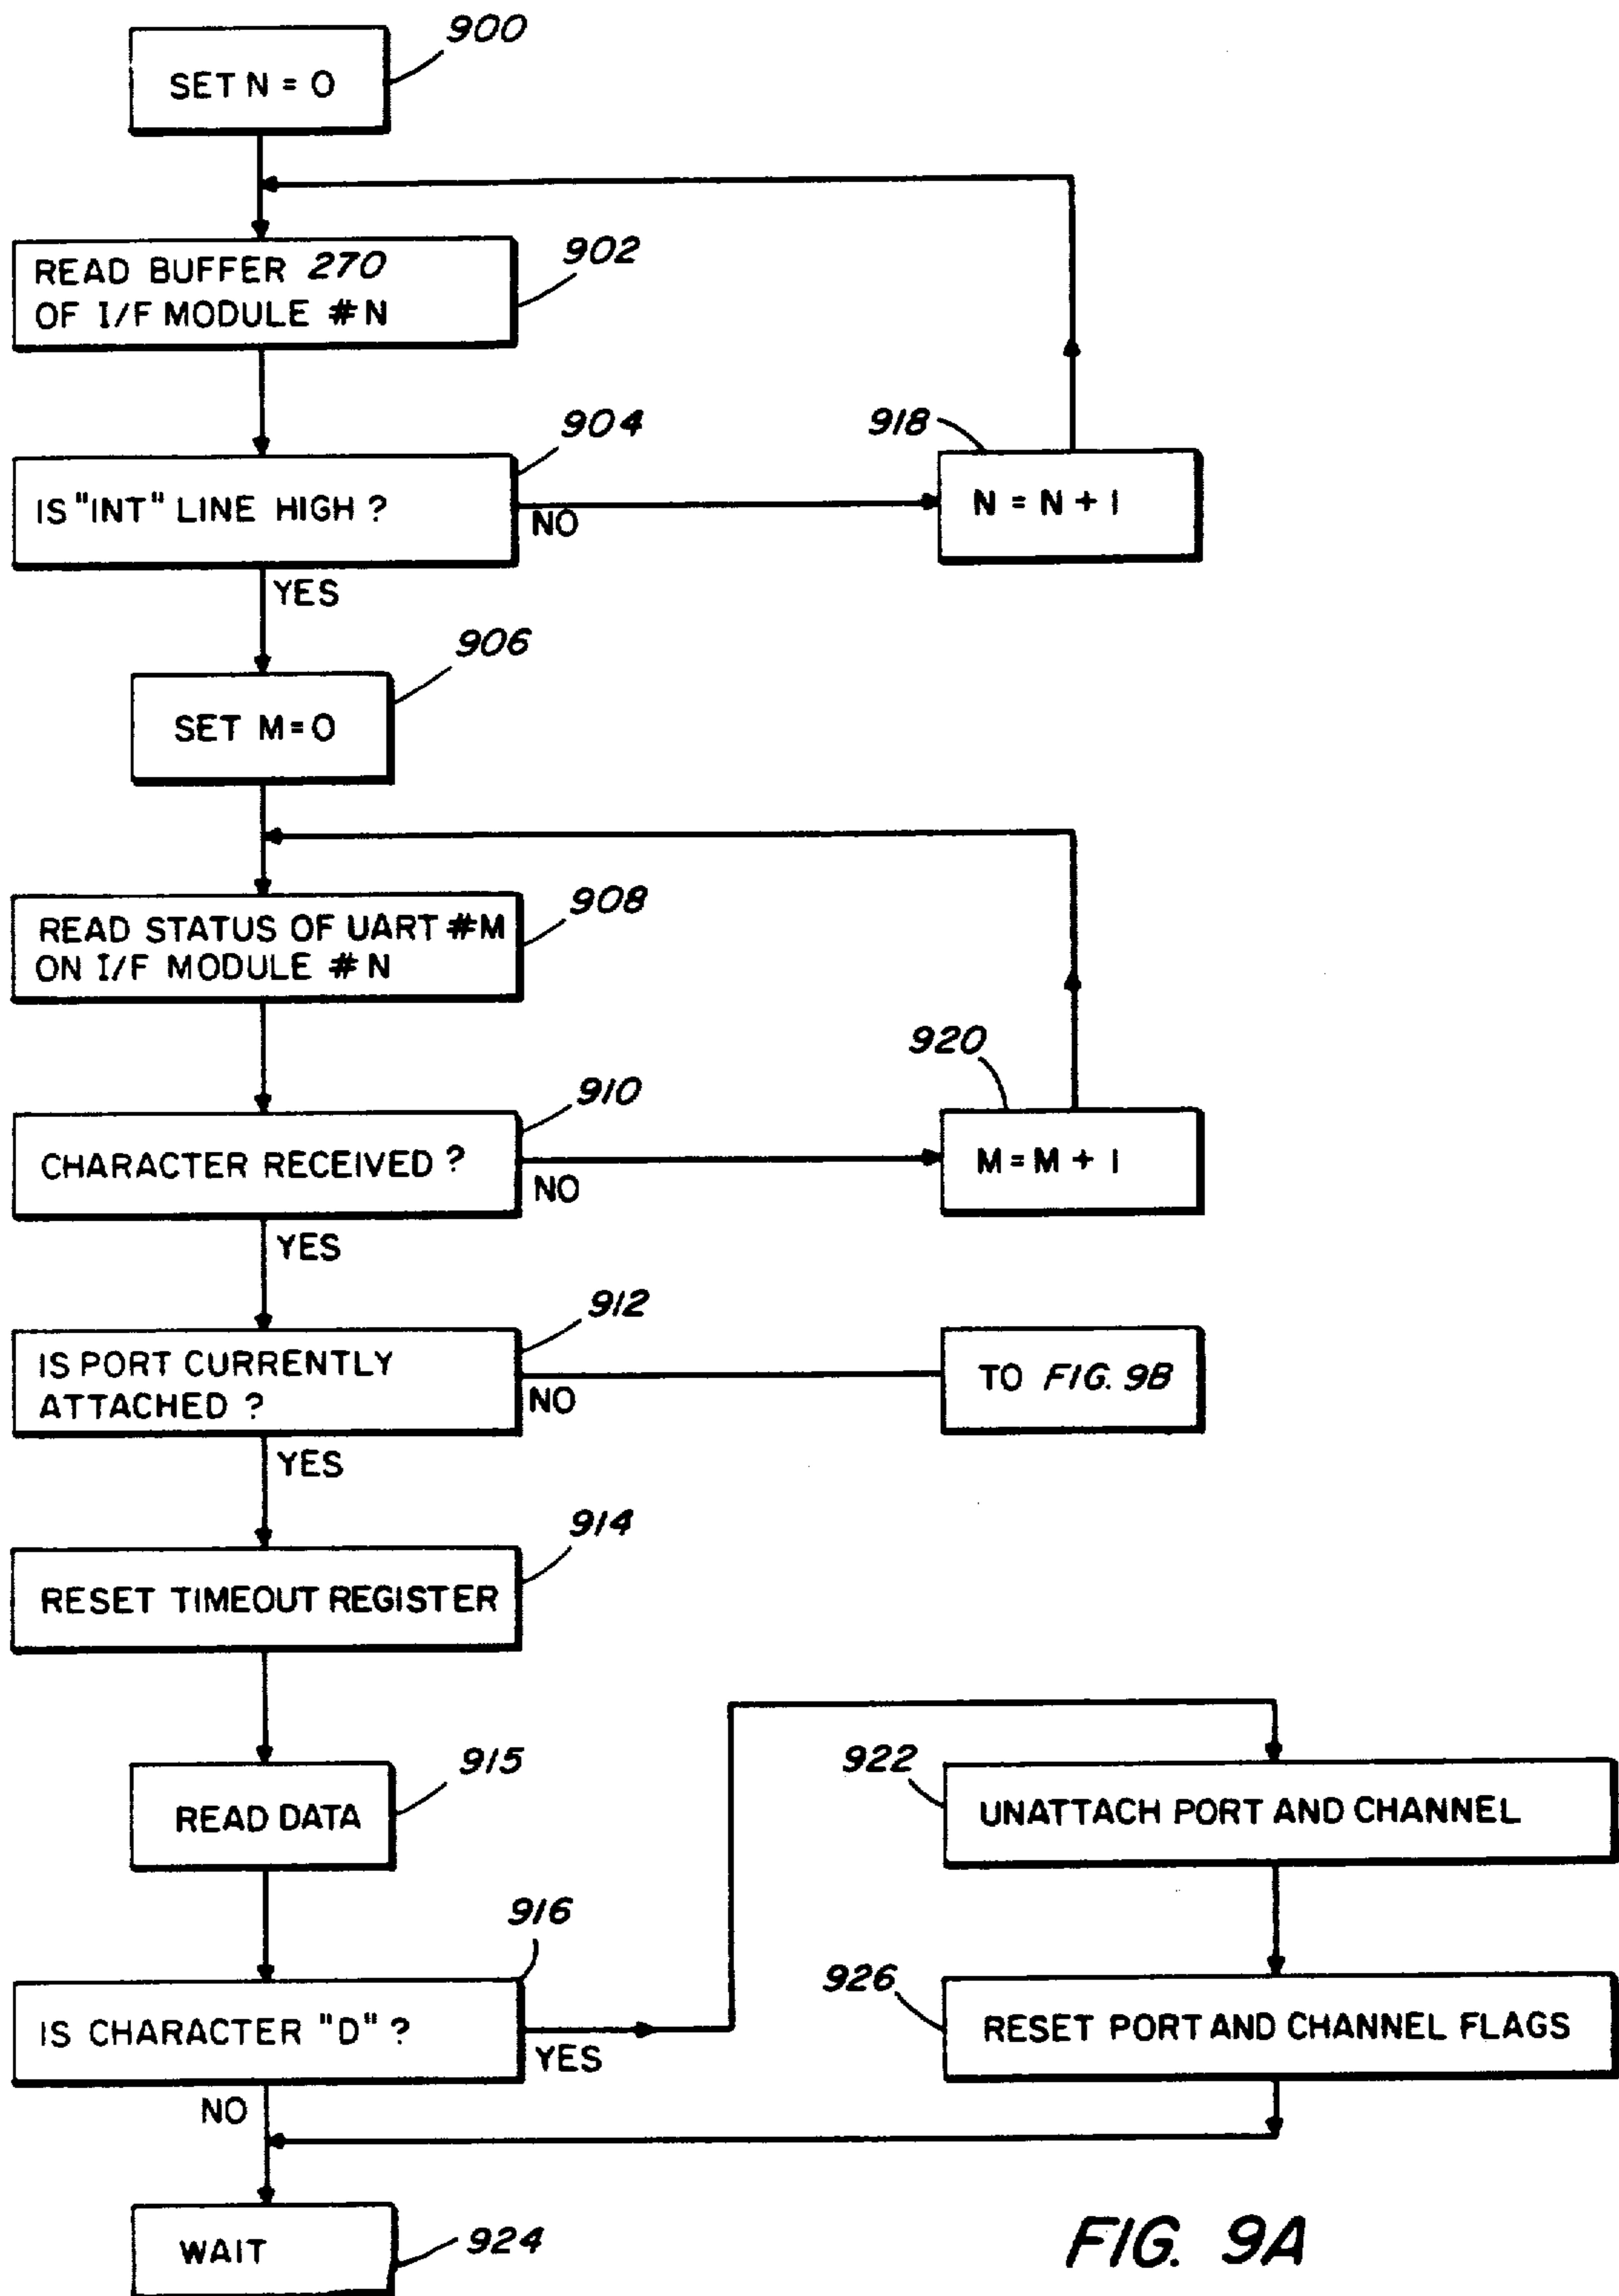 900
SET N = 0
READ BUFFER 270
OF I/F MODULE #N
902
904
IS "INT" LINE HIGH ?
NO
918
N = N + 1
YES
906
SET M=0
READ STATUS OF UART #M
ON I/F MODULE #N
908
910
CHARACTER RECEIVED ?
NO
920
M = M + 1
YES
912
IS PORT CURRENTLY
ATTACHED ?
NO
TO FIG. 9B
YES
914
RESET TIMEOUT REGISTER
915
READ DATA
922
UNATTACH PORT AND CHANNEL
916
IS CHARACTER "D" ?
YES
926
RESET PORT AND CHANNEL FLAGS
NO
WAIT
924
FIG. 9A